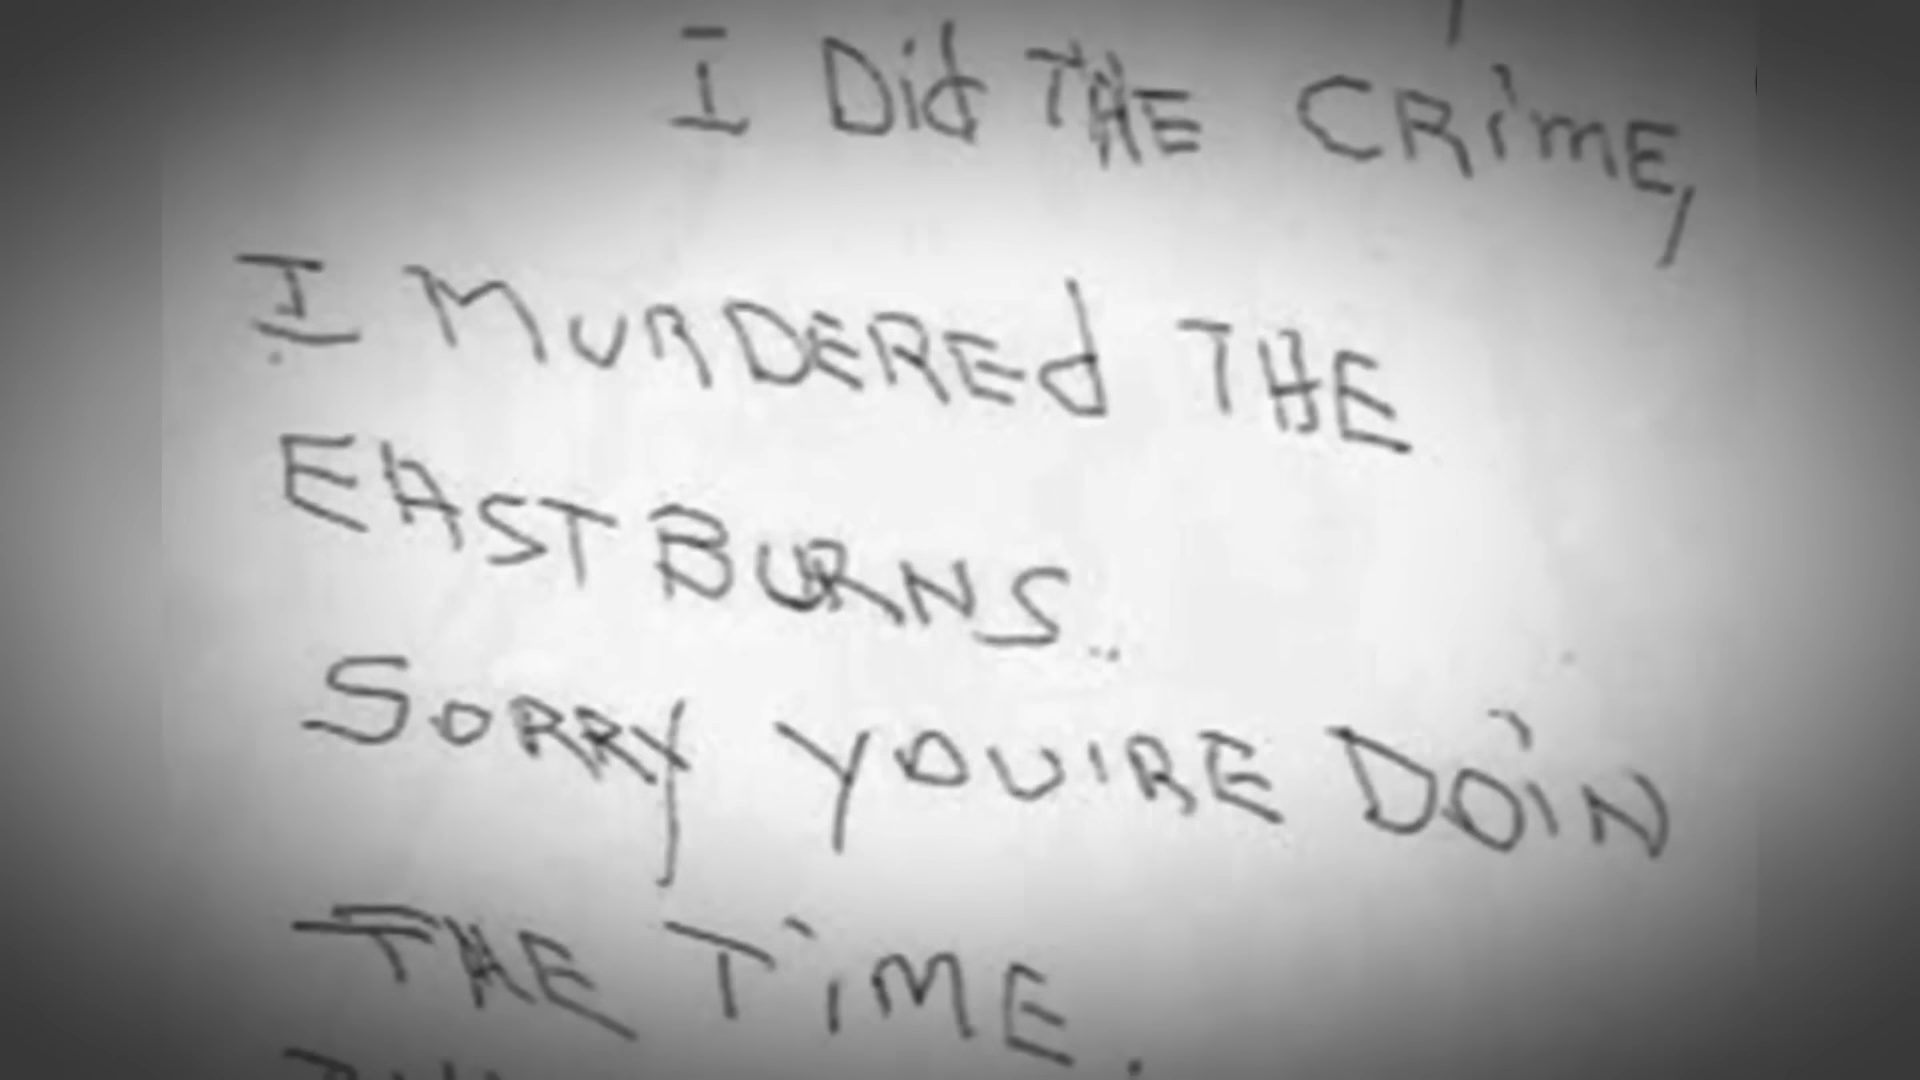 I Did THE CRiME,
I MURDEREd THE
EASTBURNS..
SORRY YOU'RE DOiN
THE TiME.